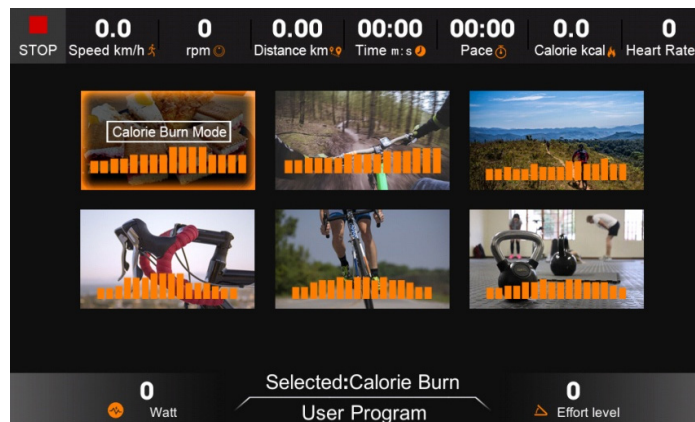 0.0 0 0.00 00:00 00:00 0.0 0
STOP Speed km/h rpm Distance km Time m:s Pace Calorie kcal Heart Rate
Calorie Burn Mode
Selected:Calorie Burn
0 0
Watt User Program Effort level